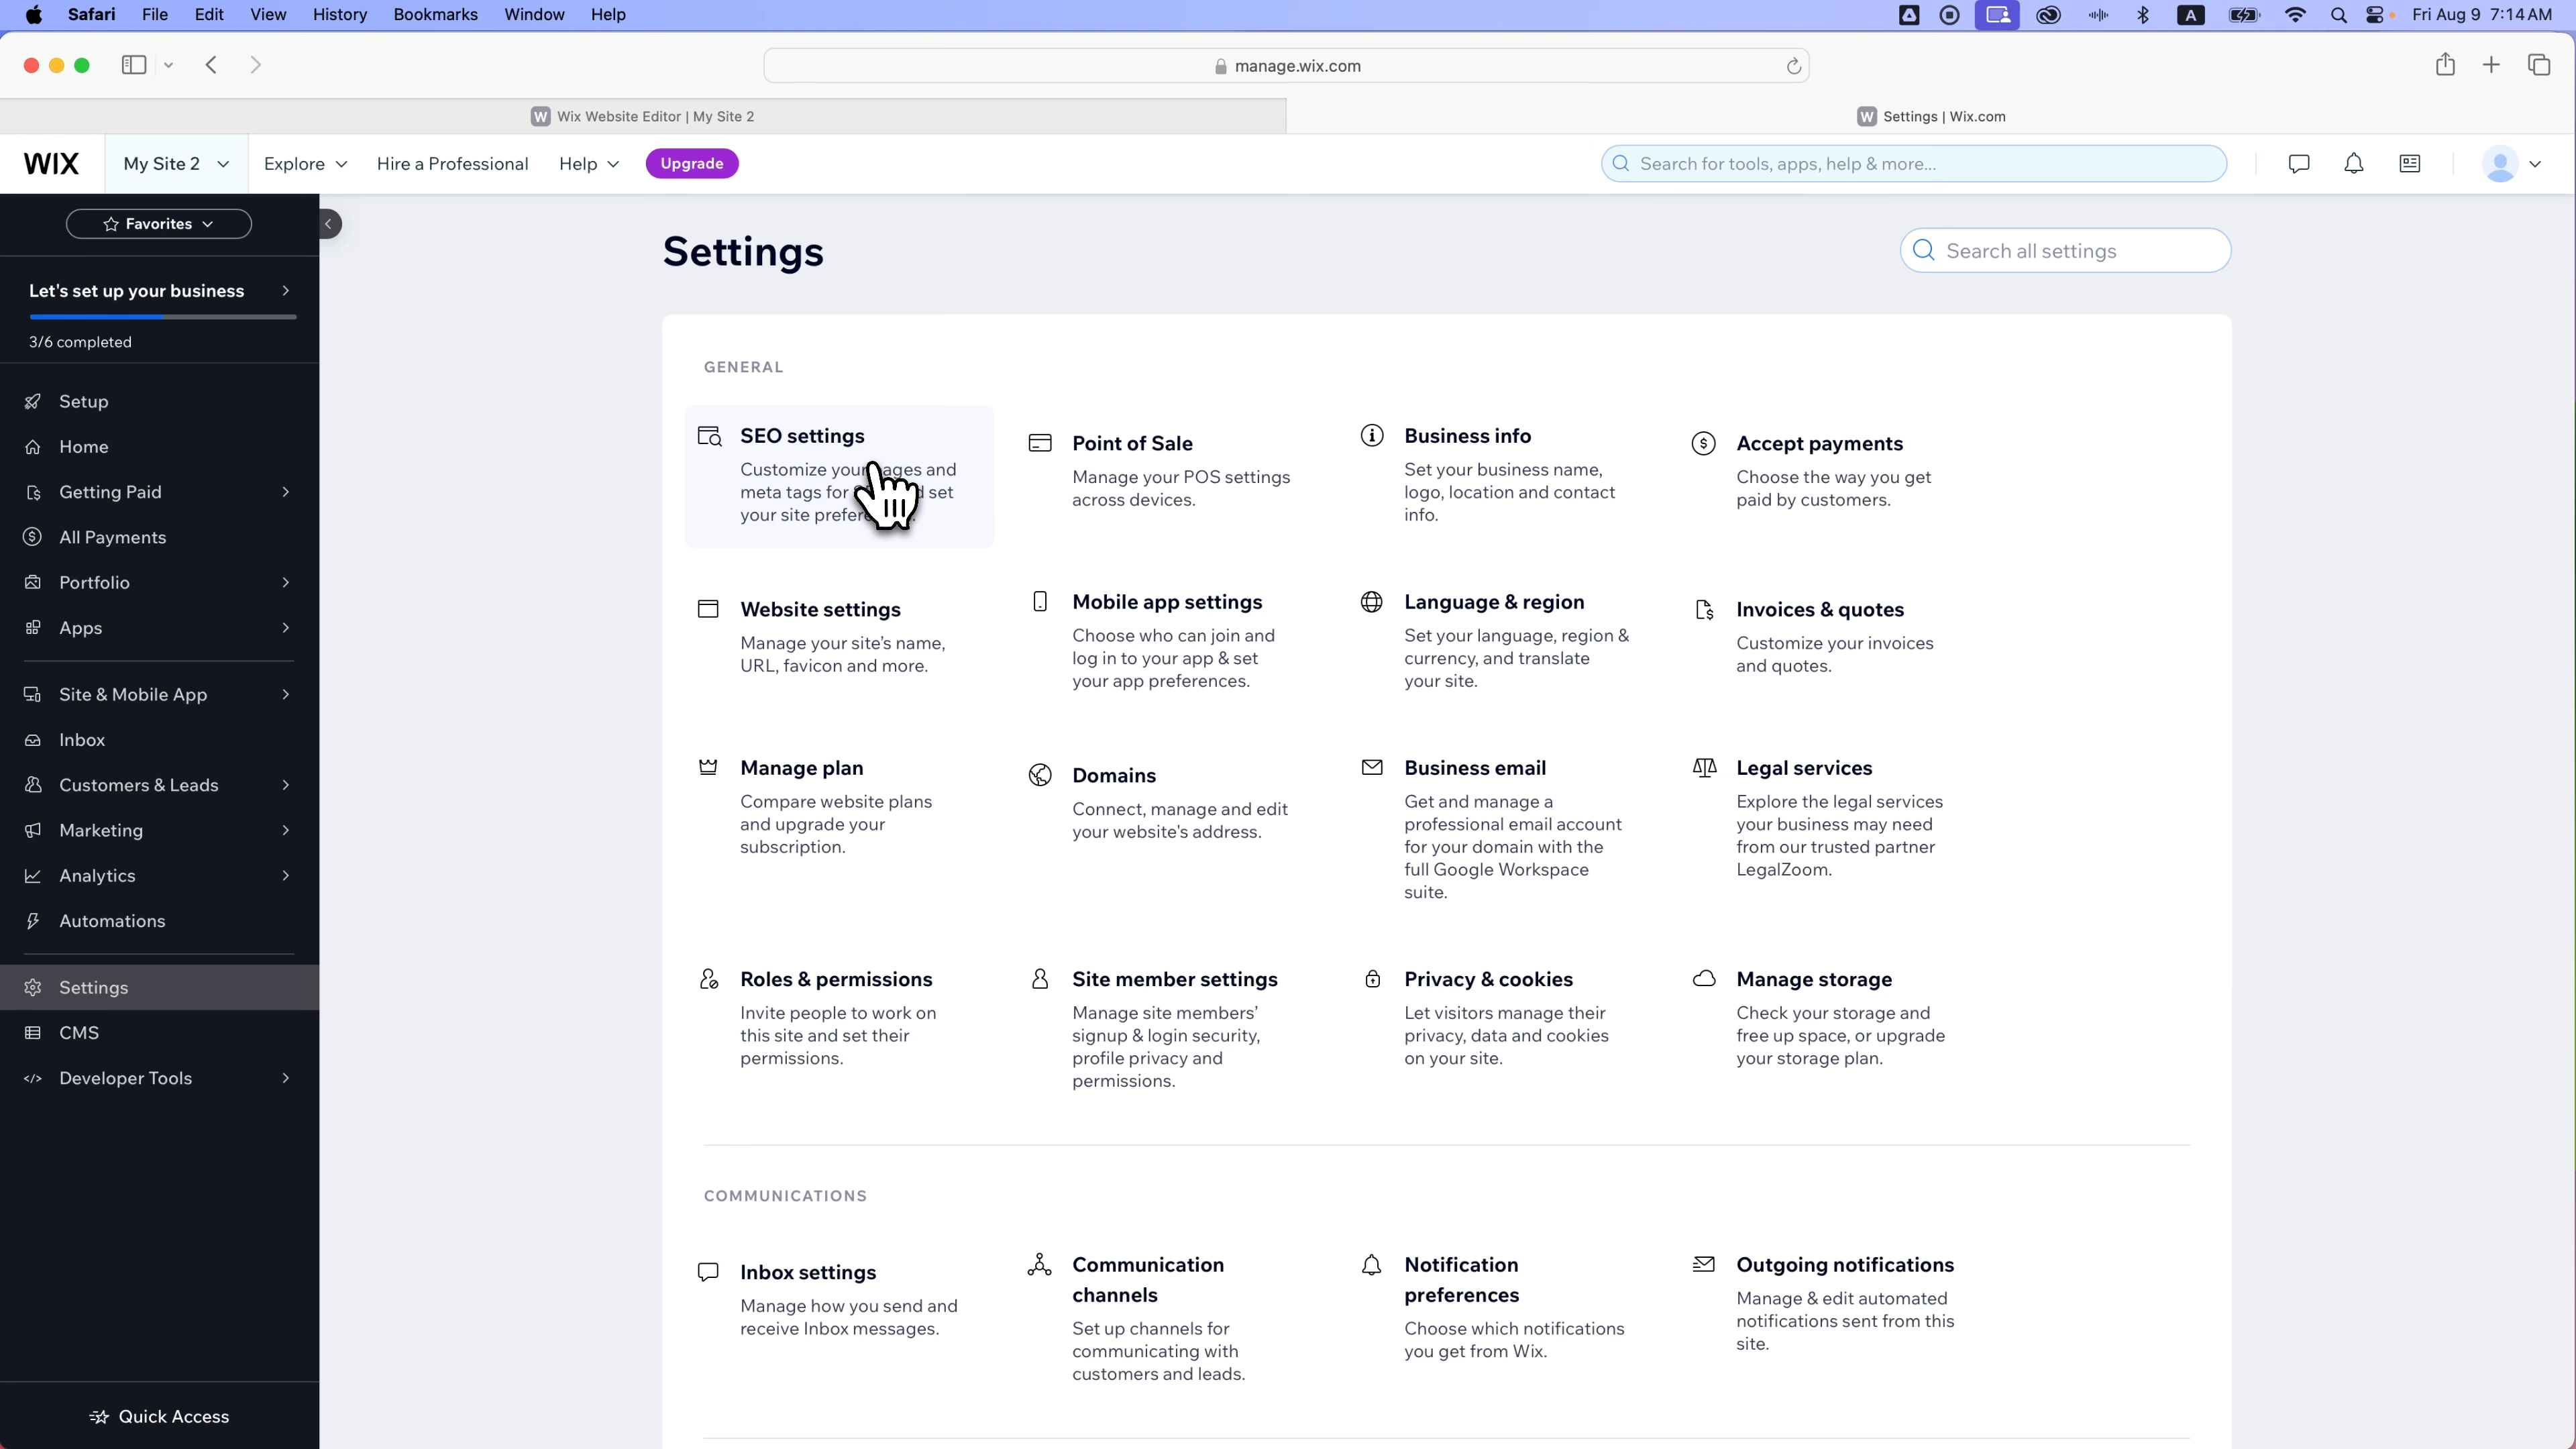 Safari File Edit View History Bookmarks Window Help
A
Fri Aug 9 7:14 AM
manage.wix.com
W Wix Website Editor | My Site 2
W Settings | Wix.com
WIX
My Site 2
Explore
Hire a Professional
Help
Upgrade
Search for tools, apps, help & more...
Favorites
Let's set up your business
3/6 completed
Setup
Home
Getting Paid
All Payments
Portfolio
Apps
Site & Mobile App
Inbox
Customers & Leads
Marketing
Analytics
Automations
Settings
CMS
Developer Tools
Quick Access
Settings
Search all settings
GENERAL
SEO settings
Customize your ages and
meta tags for set
your site prefer
Point of Sale
Manage your POS settings
across devices.
Business info
Set your business name,
logo, location and contact
info.
Accept payments
Choose the way you get
paid by customers.
Website settings
Manage your site's name,
URL, favicon and more.
Mobile app settings
Choose who can join and
log in to your app & set
your app preferences.
Language & region
Set your language, region &
currency, and translate
your site.
Invoices & quotes
Customize your invoices
and quotes.
Manage plan
Compare website plans
and upgrade your
subscription.
Domains
Connect, manage and edit
your website's address.
Business email
Get and manage a
professional email account
for your domain with the
full Google Workspace
suite.
Legal services
Explore the legal services
your business may need
from our trusted partner
LegalZoom.
Roles & permissions
Invite people to work on
this site and set their
permissions.
Site member settings
Manage site members'
signup & login security,
profile privacy and
permissions.
Privacy & cookies
Let visitors manage their
privacy, data and cookies
on your site.
Manage storage
Check your storage and
free up space, or upgrade
your storage plan.
COMMUNICATIONS
Inbox settings
Manage how you send and
receive Inbox messages.
Communication
channels
Set up channels for
communicating with
customers and leads.
Notification
preferences
Choose which notifications
you get from Wix.
Outgoing notifications
Manage & edit automated
notifications sent from this
site.